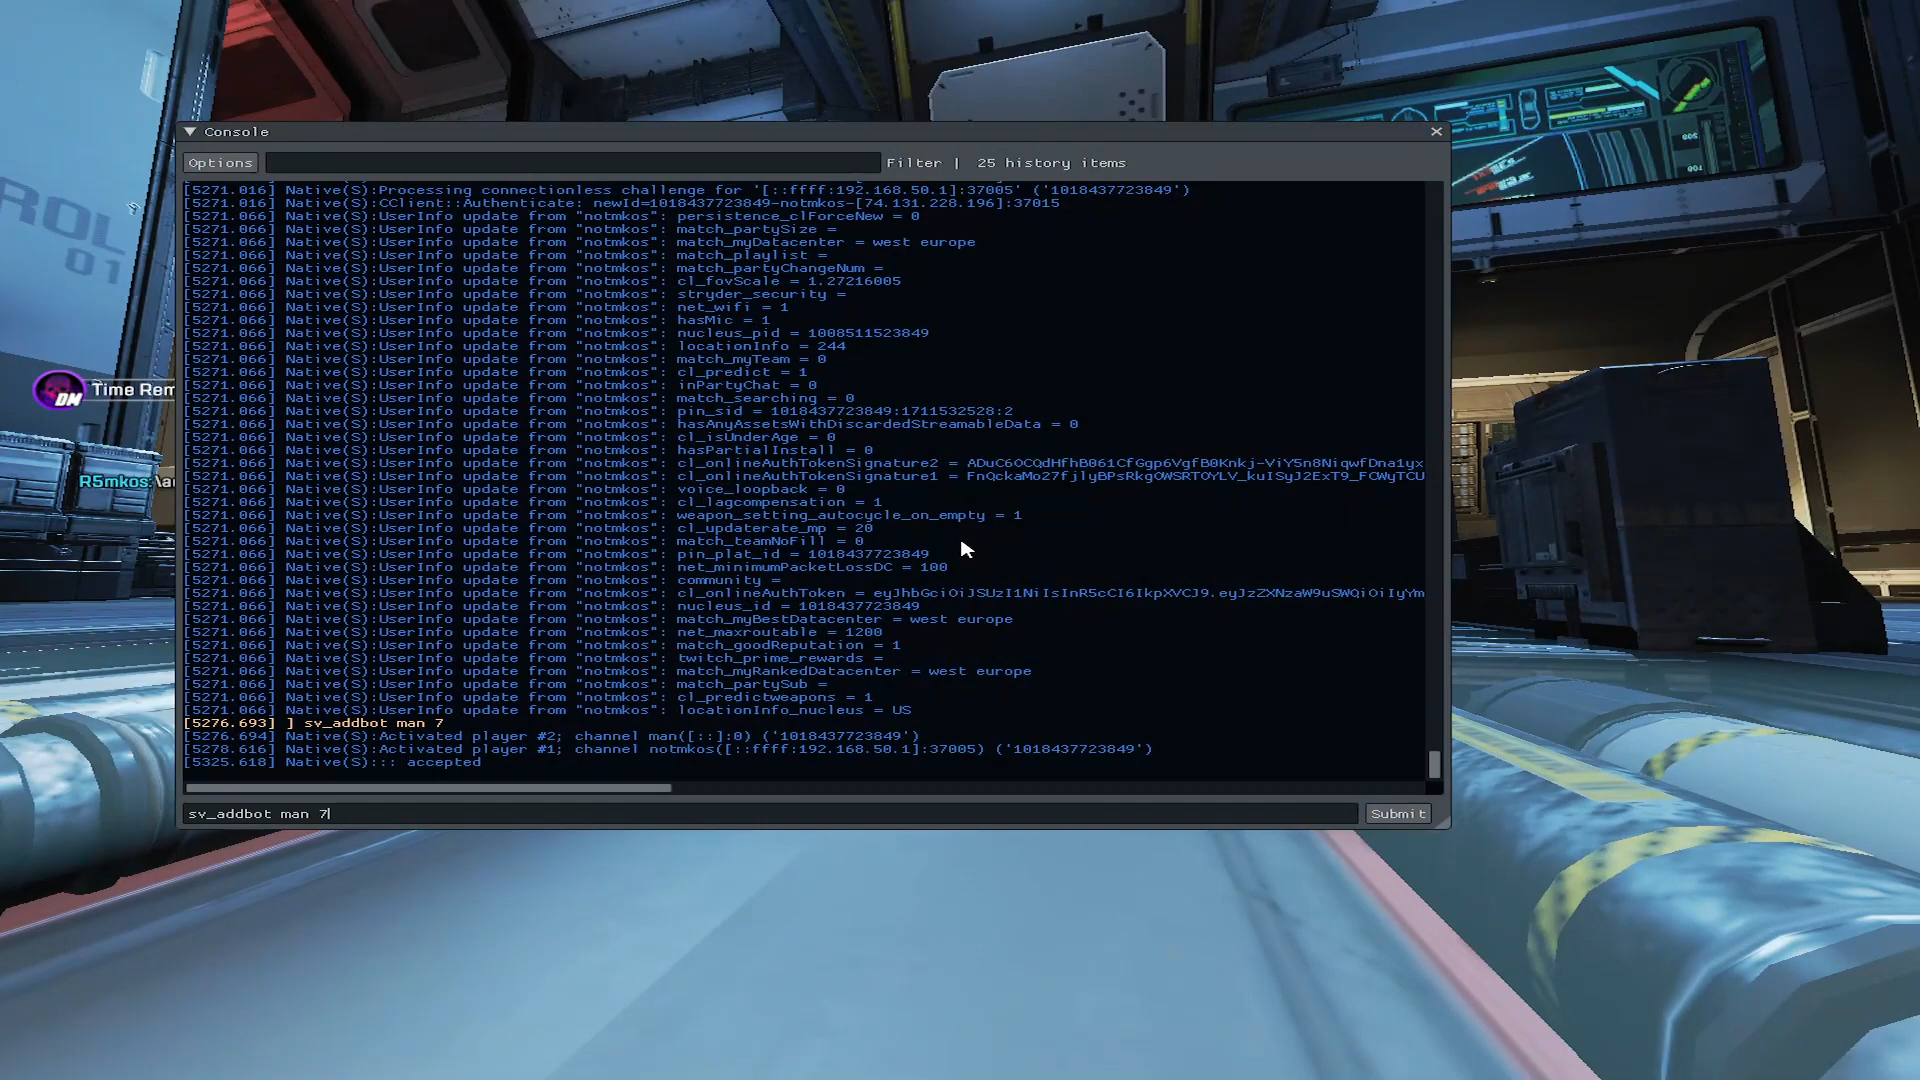 Console
Options
Filter | 25 history items
[5271.016] Native(S):Processing connectionless challenge for '[::ffff:192.168.50.1]:37005' ('1018437723849')
[5271.016] Native(S):CClient::Authenticate: newId=1018437723849-notmkos-[74.131.228.196]:37015
[5271.066] Native(S):UserInfo update from "notmkos": persistence_clForceNew = 0
[5271.066] Native(S):UserInfo update from "notmkos": match_partySize =
[5271.066] Native(S):UserInfo update from "notmkos": match_myDatacenter = west europe
[5271.066] Native(S):UserInfo update from "notmkos": match_playlist =
[5271.066] Native(S):UserInfo update from "notmkos": match_partyChangeNum =
[5271.066] Native(S):UserInfo update from "notmkos": cl_fovScale = 1.27216005
[5271.066] Native(S):UserInfo update from "notmkos": stryder_security =
[5271.066] Native(S):UserInfo update from "notmkos": net_wifi = 1
[5271.066] Native(S):UserInfo update from "notmkos": hasMic = 1
[5271.066] Native(S):UserInfo update from "notmkos": nucleus_pid = 1008511523849
[5271.066] Native(S):UserInfo update from "notmkos": locationInfo = 244
[5271.066] Native(S):UserInfo update from "notmkos": match_myTeam = 0
[5271.066] Native(S):UserInfo update from "notmkos": cl_predict = 1
[5271.066] Native(S):UserInfo update from "notmkos": inPartyChat = 0
[5271.066] Native(S):UserInfo update from "notmkos": match_searching = 0
[5271.066] Native(S):UserInfo update from "notmkos": pin_sid = 1018437723849:1711532528:2
[5271.066] Native(S):UserInfo update from "notmkos": hasAnyAssetsWithDiscardedStreamableData = 0
[5271.066] Native(S):UserInfo update from "notmkos": cl_isUnderAge = 0
[5271.066] Native(S):UserInfo update from "notmkos": hasPartialInstall = 0
[5271.066] Native(S):UserInfo update from "notmkos": cl_onlineAuthTokenSignature2 = ADuC6OCQdHfhB061CfGgp6VgfB0Knkj-ViY5n8NiqwfDna1yx
[5271.066] Native(S):UserInfo update from "notmkos": cl_onlineAuthTokenSignature1 = FnQckaMo27fjlyBPsRkgOWSRTOYLV_kuISyJ2ExT9_FCWyTCU
[5271.066] Native(S):UserInfo update from "notmkos": voice_loopback = 0
[5271.066] Native(S):UserInfo update from "notmkos": cl_lagcompensation = 1
[5271.066] Native(S):UserInfo update from "notmkos": weapon_setting_autocycle_on_empty = 1
[5271.066] Native(S):UserInfo update from "notmkos": cl_updaterate_mp = 20
[5271.066] Native(S):UserInfo update from "notmkos": match_teamNoFill = 0
[5271.066] Native(S):UserInfo update from "notmkos": pin_plat_id = 1018437723849
[5271.066] Native(S):UserInfo update from "notmkos": net_minimumPacketLossDC = 100
[5271.066] Native(S):UserInfo update from "notmkos": community =
[5271.066] Native(S):UserInfo update from "notmkos": cl_onlineAuthToken = eyJhbGciOiJSUzI1NiIsInR5cCI6IkpXVCJ9.eyJzZXNzaW9uSWQiOiIyYm
[5271.066] Native(S):UserInfo update from "notmkos": nucleus_id = 1018437723849
[5271.066] Native(S):UserInfo update from "notmkos": match_myBestDatacenter = west europe
[5271.066] Native(S):UserInfo update from "notmkos": net_maxroutable = 1200
[5271.066] Native(S):UserInfo update from "notmkos": match_goodReputation = 1
[5271.066] Native(S):UserInfo update from "notmkos": twitch_prime_rewards =
[5271.066] Native(S):UserInfo update from "notmkos": match_myRankedDatacenter = west europe
[5271.066] Native(S):UserInfo update from "notmkos": match_partySub =
[5271.066] Native(S):UserInfo update from "notmkos": cl_predictweapons = 1
[5271.066] Native(S):UserInfo update from "notmkos": locationInfo_nucleus = US
[5276.693] ] sv_addbot man 7
[5276.694] Native(S):Activated player #2; channel man([::]:0) ('1018437723849')
[5278.616] Native(S):Activated player #1; channel notmkos([::ffff:192.168.50.1]:37005) ('1018437723849')
[5325.618] Native(S)::: accepted
sv_addbot man 7
Submit
ROL
01
DM
Time Rem
R5mkos: